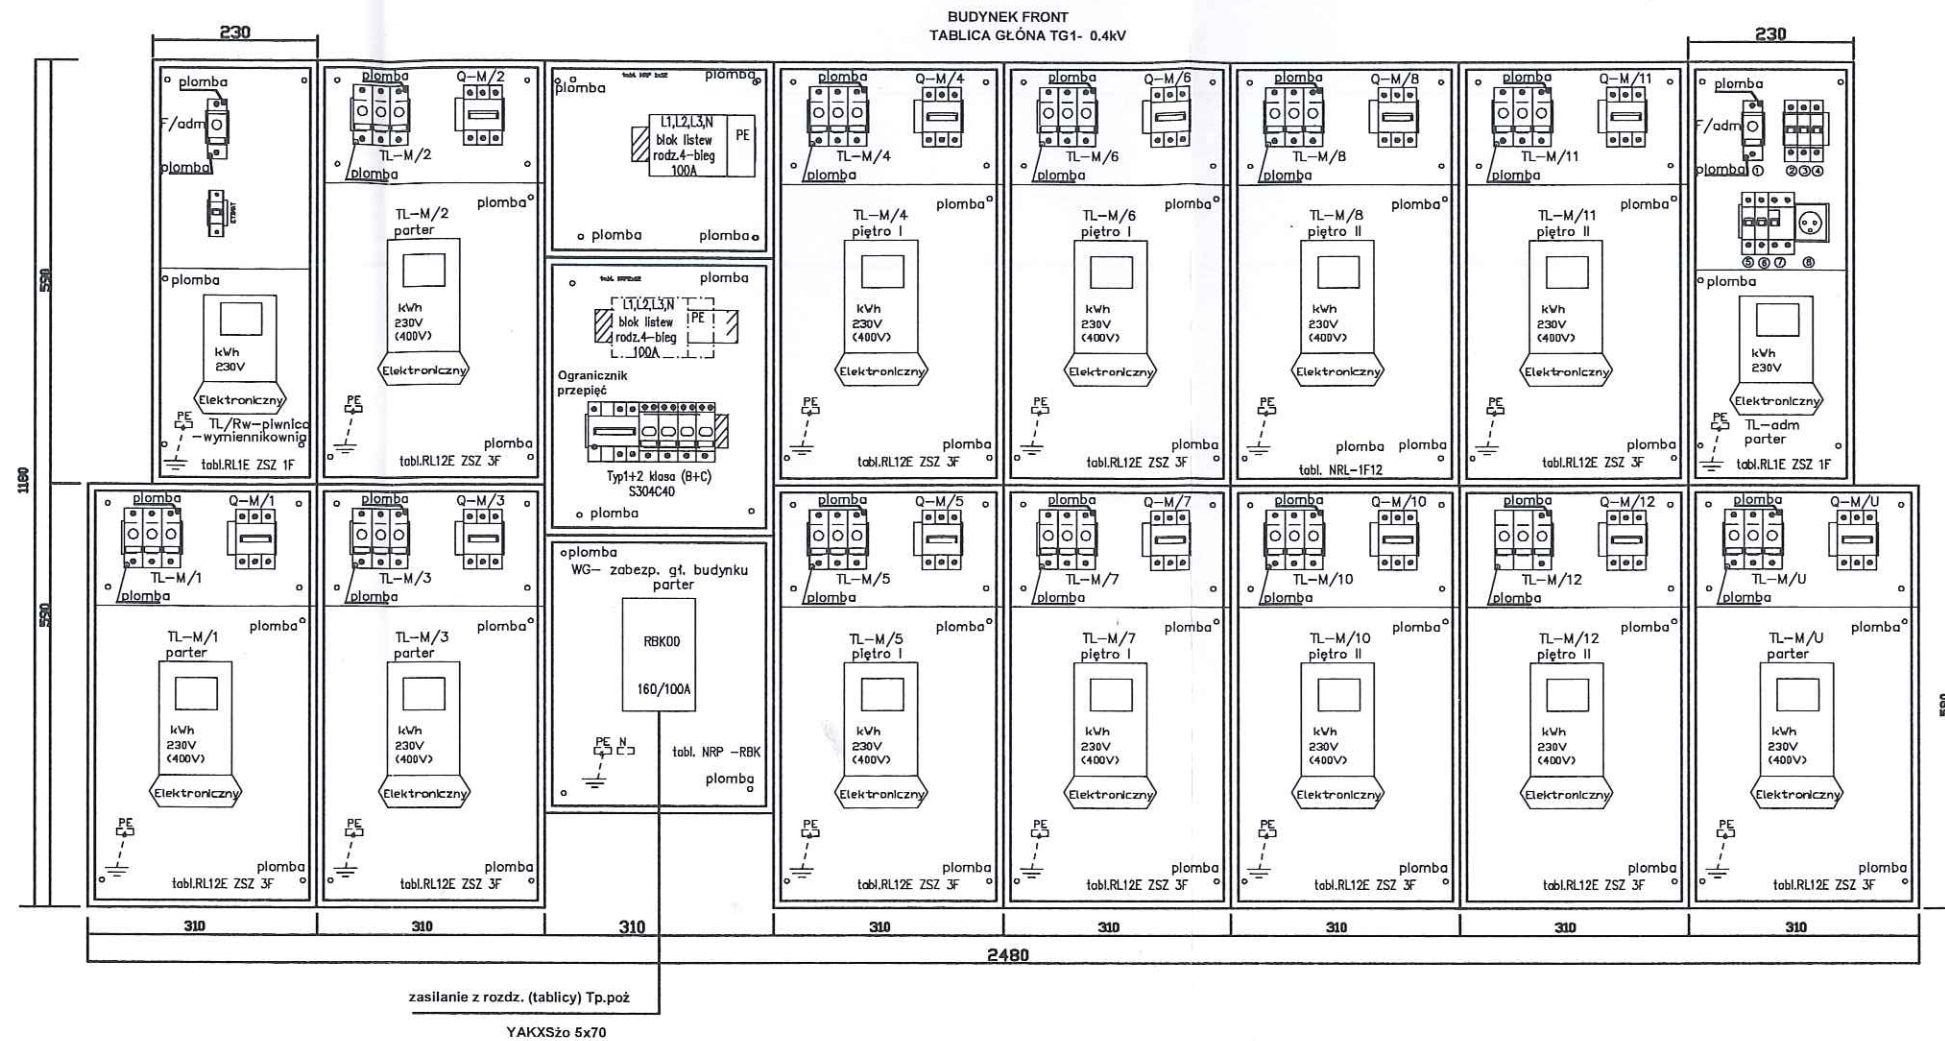 BUDYNEK FRONT
TABLICA GŁÓNA TG1- 0.4kV
230
230
plomba
F/adm
plomba
plomba
kWh
230V
Elektroniczny
PE
TL/Rw-piwnica
-wymiennikownia
tabl.RL1E ZSZ 1F
plomba
Q-M/2
TL-M/2
plomba
plomba
TL-M/2
parter
kWh
230V
(400V)
Elektroniczny
PE
plomba
tabl.RL12E ZSZ 3F
plomba
plomba
L1,L2,L3,N
blok listew
rodz.4-bieg
100A
PE
plomba
plomba
plomba
L1,L2,L3,N
blok listew
rodz.4-bieg
100A
PE
Ogranicznik
przepięć
Typ1+2 klasa (B+C)
S304C40
plomba
plomba
WG- zabezp. gł. budynku
parter
RBK00
160/100A
PE N
tabl. NRP -RBK
plomba
plomba
Q-M/4
TL-M/4
plomba
plomba
TL-M/4
piętro I
kWh
230V
(400V)
Elektroniczny
PE
plomba
tabl.RL12E ZSZ 3F
plomba
Q-M/6
TL-M/6
plomba
plomba
TL-M/6
piętro I
kWh
230V
(400V)
Elektroniczny
PE
plomba
tabl.RL12E ZSZ 3F
plomba
Q-M/8
TL-M/8
plomba
plomba
TL-M/8
piętro II
kWh
230V
(400V)
Elektroniczny
PE
plomba
plomba
tabl. NRL-1F12
plomba
Q-M/11
TL-M/11
plomba
plomba
TL-M/11
piętro II
kWh
230V
(400V)
Elektroniczny
PE
plomba
tabl.RL12E ZSZ 3F
plomba
F/adm
plomba
① ②③④
⑤⑥⑦ ⑧
plomba
kWh
230V
Elektroniczny
PE
TL-adm
parter
tabl.RL1E ZSZ 1F
590
1180
590
plomba
Q-M/1
TL-M/1
plomba
plomba
TL-M/1
parter
kWh
230V
(400V)
Elektroniczny
PE
plomba
tabl.RL12E ZSZ 3F
plomba
Q-M/3
TL-M/3
plomba
plomba
TL-M/3
parter
kWh
230V
(400V)
Elektroniczny
PE
plomba
tabl.RL12E ZSZ 3F
plomba
Q-M/5
TL-M/5
plomba
plomba
TL-M/5
piętro I
kWh
230V
(400V)
Elektroniczny
PE
plomba
tabl.RL12E ZSZ 3F
plomba
Q-M/7
TL-M/7
plomba
plomba
TL-M/7
piętro I
kWh
230V
(400V)
Elektroniczny
PE
plomba
tabl.RL12E ZSZ 3F
plomba
Q-M/10
TL-M/10
plomba
plomba
TL-M/10
piętro II
kWh
230V
(400V)
Elektroniczny
PE
plomba
tabl.RL12E ZSZ 3F
plomba
Q-M/12
TL-M/12
plomba
plomba
TL-M/12
piętro II
kWh
230V
(400V)
Elektroniczny
plomba
tabl.RL12E ZSZ 3F
plomba
Q-M/U
TL-M/U
plomba
plomba
TL-M/U
parter
kWh
230V
(400V)
Elektroniczny
PE
plomba
tabl.RL12E ZSZ 3F
310
310
310
310
310
310
310
310
2480
zasilanie z rozdz. (tablicy) Tp.poż
YAKXSżo 5x70